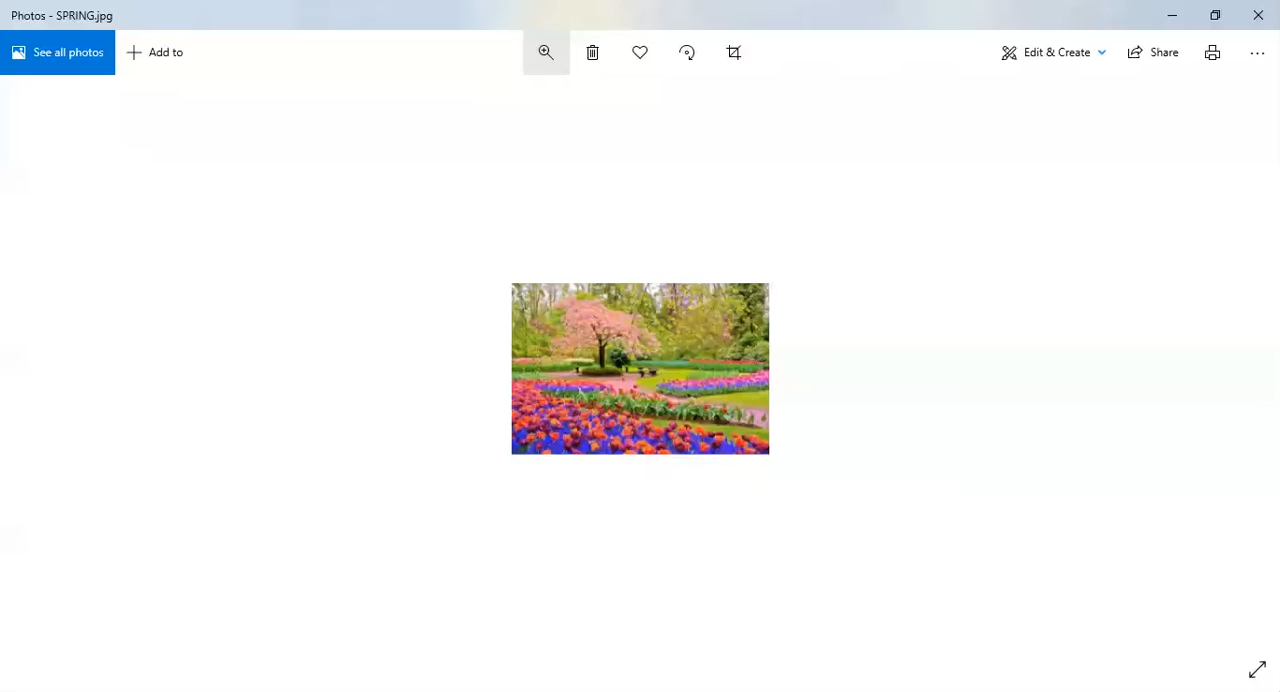 Photos - SPRING.jpg
See all photos
Add to
Edit & Create
Share